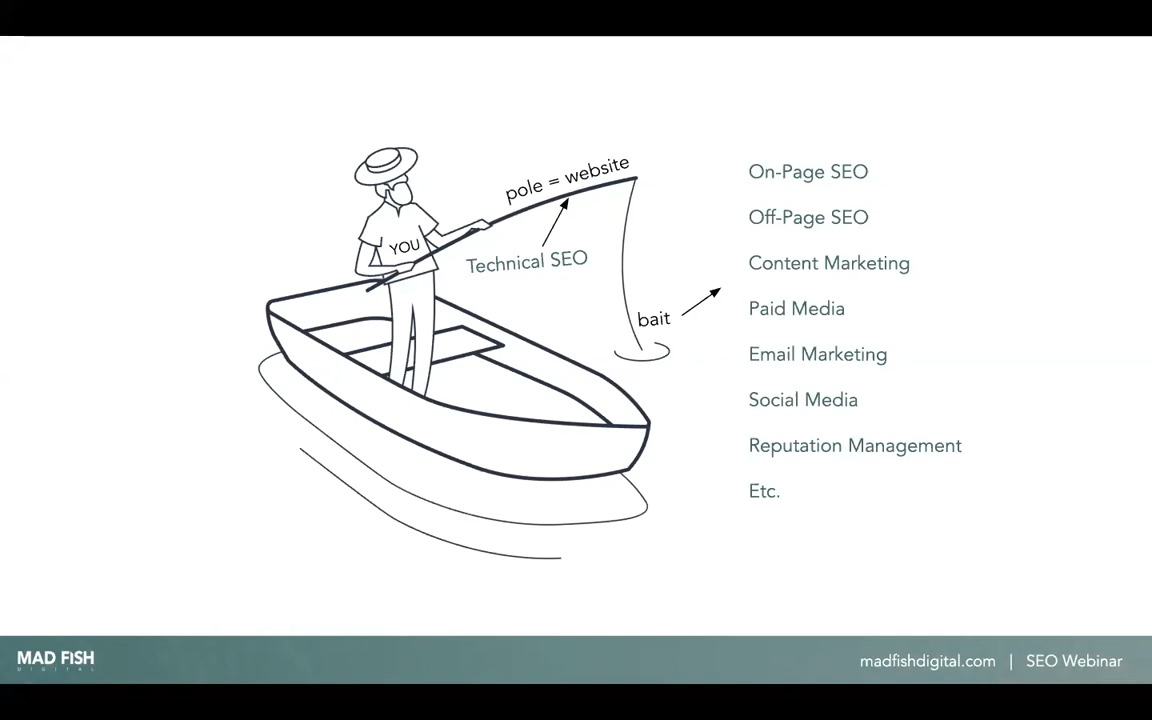 pole = website
YOU
Technical SEO
bait
On-Page SEO
Off-Page SEO
Content Marketing
Paid Media
Email Marketing
Social Media
Reputation Management
Etc.
MAD FISH
DIGITAL
madfishdigital.com | SEO Webinar